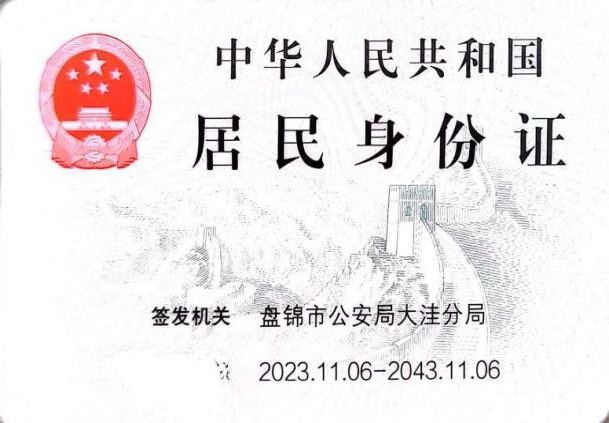 中华人民共和国
居民身份证
签发机关 盘锦市公安局大洼分局
2023.11.06-2043.11.06